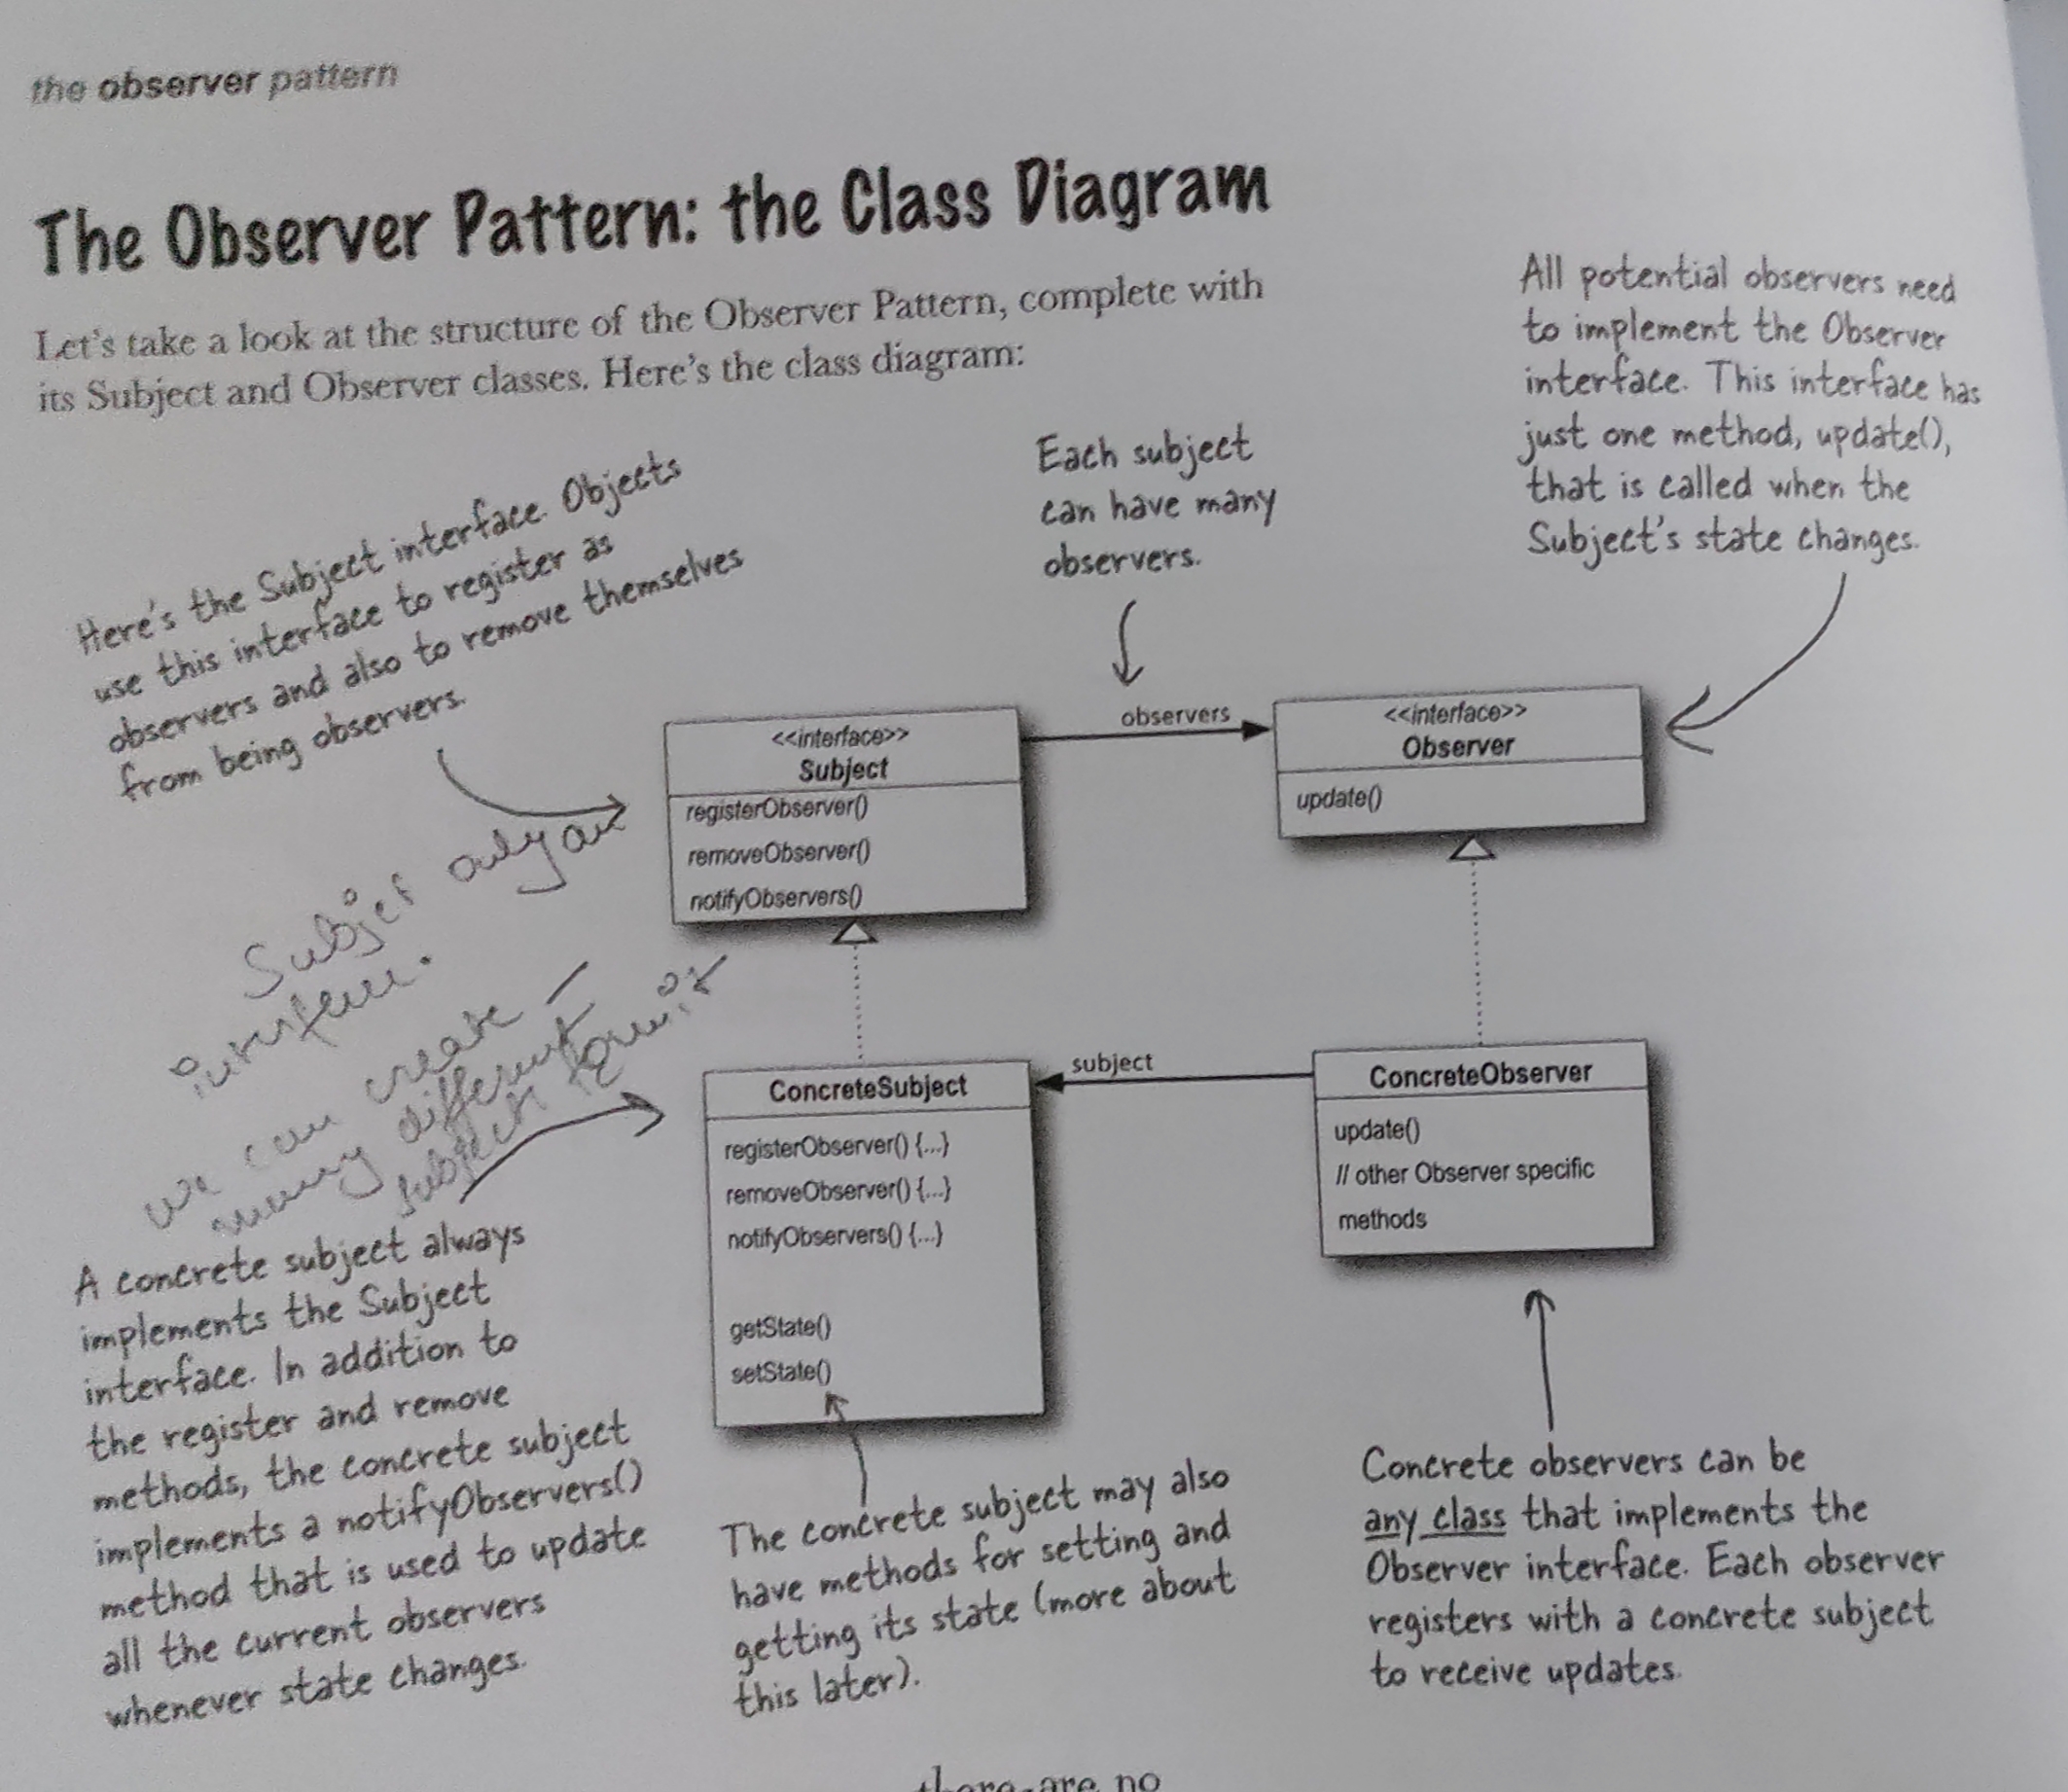 the observer pattern
The Observer Pattern: the Class Diagram
Let's take a look at the structure of the Observer Pattern, complete with
its Subject and Observer classes. Here's the class diagram:
Here's the Subject interface. Objects
use this interface to register as
observers and also to remove themselves
from being observers.
Each subject
can have many
observers.
All potential observers need
to implement the Observer
interface. This interface has
just one method, update(),
that is called when the
Subject's state changes.
<<interface>>
Subject
registerObserver()
removeObserver()
notifyObservers()
observers
<<interface>>
Observer
update()
Subject only an
interface.
we can create
many different
subject from it
ConcreteSubject
registerObserver() {...}
removeObserver() {...}
notifyObservers() {...}
getState()
setState()
subject
ConcreteObserver
update()
// other Observer specific
methods
A concrete subject always
implements the Subject
interface. In addition to
the register and remove
methods, the concrete subject
implements a notifyObservers()
method that is used to update
all the current observers
whenever state changes.
The concrete subject may also
have methods for setting and
getting its state (more about
this later).
Concrete observers can be
any class that implements the
Observer interface. Each observer
registers with a concrete subject
to receive updates.
there are no